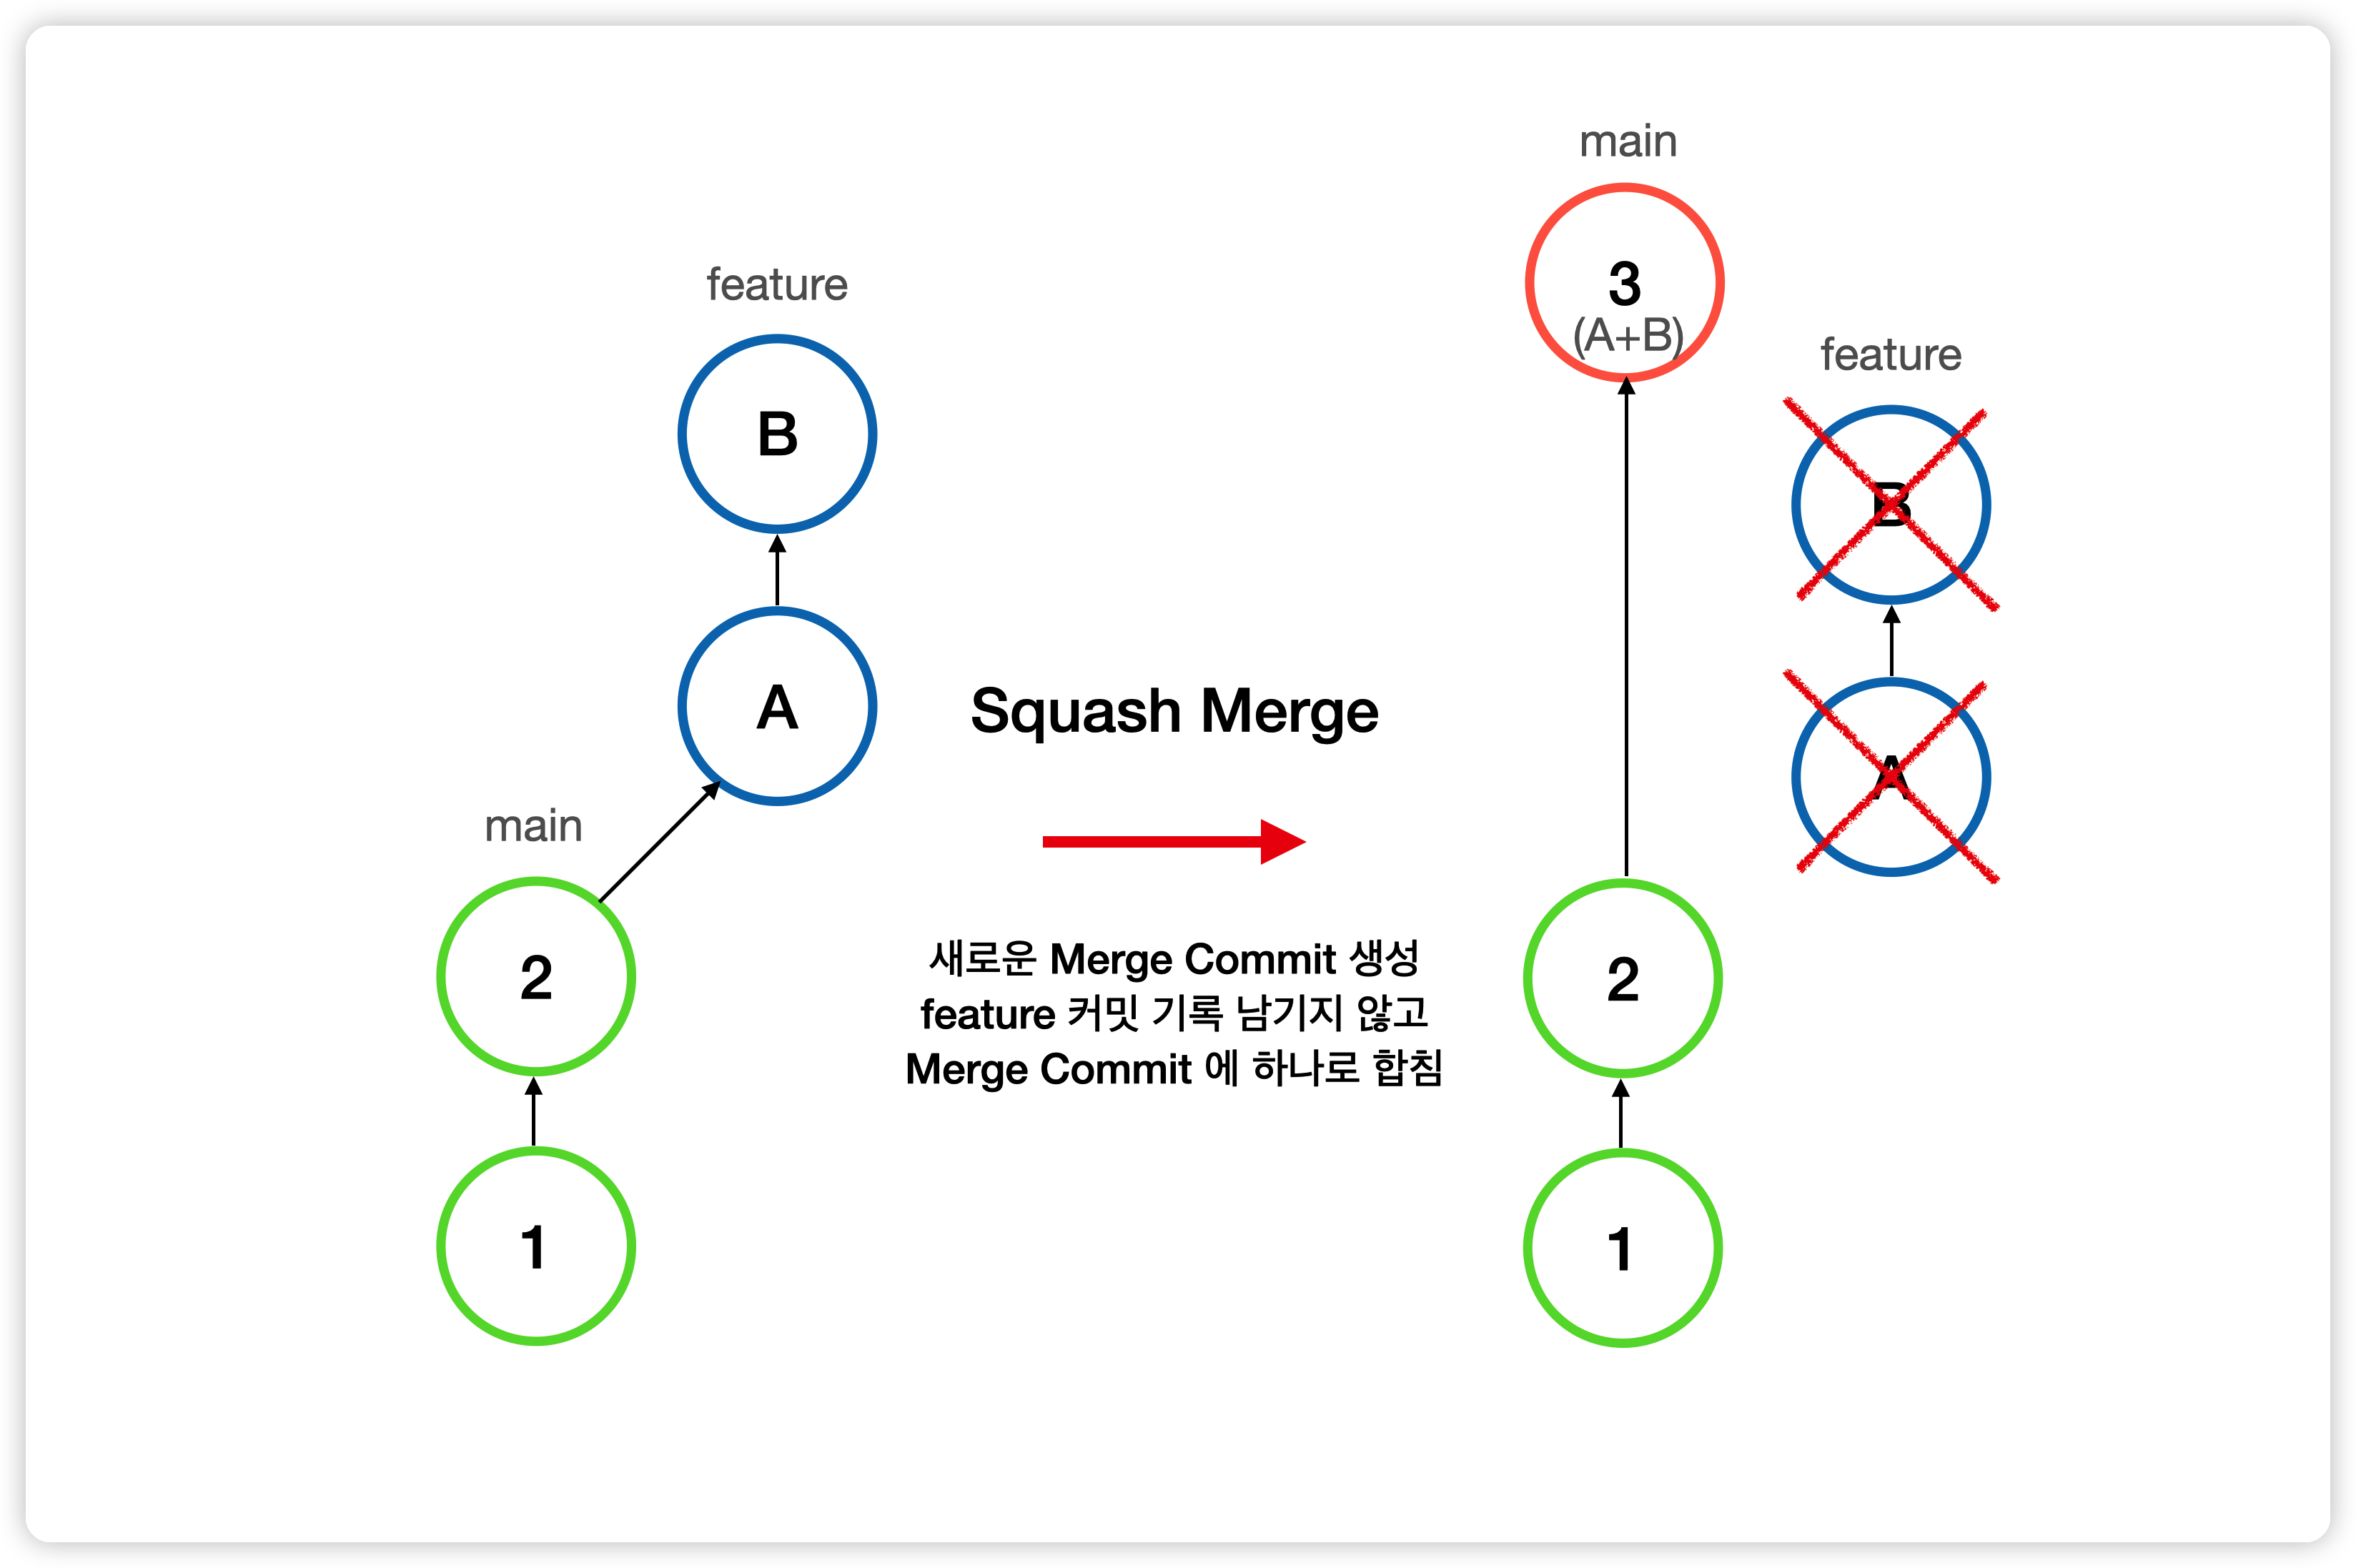 feature
B
A
main
2
1
Squash Merge
새로운 Merge Commit 생성
feature 커밋 기록 남기지 않고
Merge Commit 에 하나로 합침
main
3
(A+B)
2
1
feature
B
A